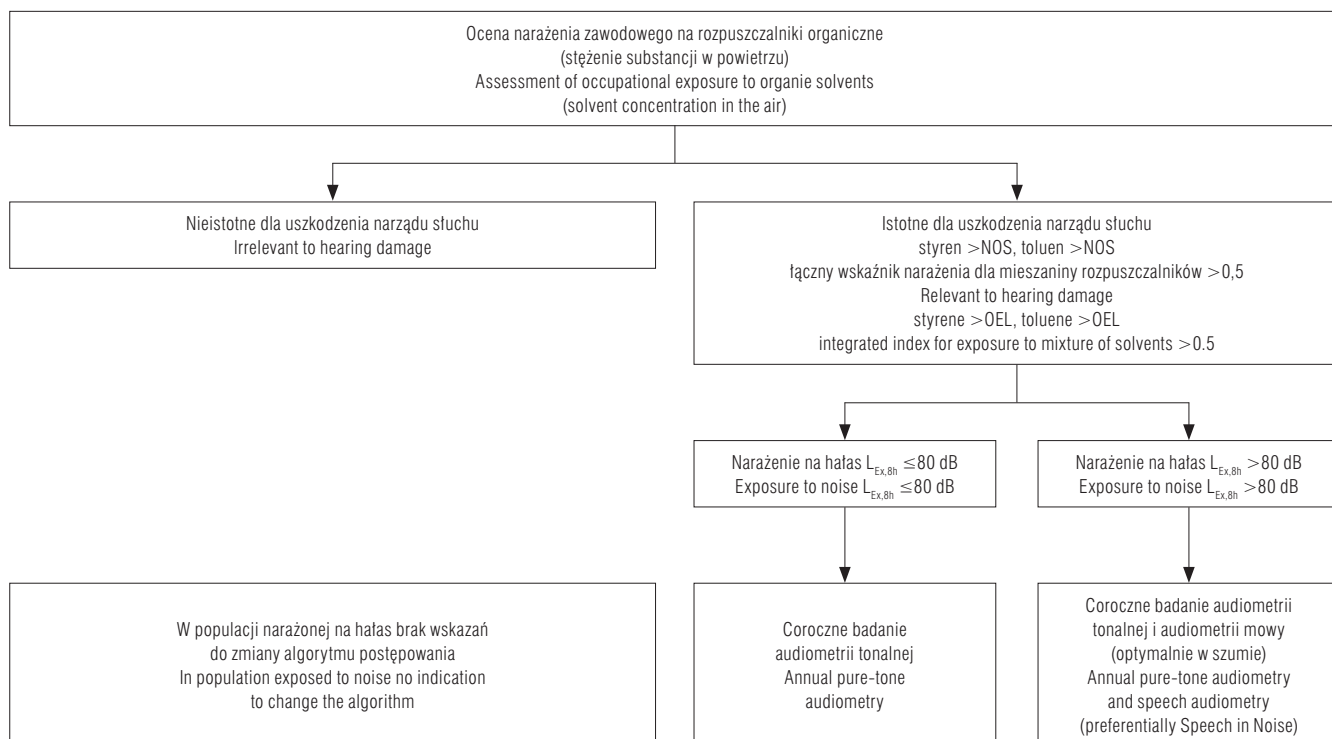 Ocena narażenia zawodowego na rozpuszczalniki organiczne
(stężenie substancji w powietrzu)
Assessment of occupational exposure to organie solvents
(solvent concentration in the air)
Nieistotne dla uszkodzenia narządu słuchu
Irrelevant to hearing damage
Istotne dla uszkodzenia narządu słuchu
styren >NOS, toluen >NOS
łączny wskaźnik narażenia dla mieszaniny rozpuszczalników >0,5
Relevant to hearing damage
styrene >OEL, toluene >OEL
integrated index for exposure to mixture of solvents >0.5
Narażenie na hałas L_Ex,8h ≤80 dB
Exposure to noise L_Ex,8h ≤80 dB
Narażenie na hałas L_Ex,8h >80 dB
Exposure to noise L_Ex,8h >80 dB
W populacji narażonej na hałas brak wskazań
do zmiany algorytmu postępowania
In population exposed to noise no indication
to change the algorithm
Coroczne badanie
audiometrii tonalnej
Annual pure-tone
audiometry
Coroczne badanie audiometrii
tonalnej i audiometrii mowy
(optymalnie w szumie)
Annual pure-tone audiometry
and speech audiometry
(preferentially Speech in Noise)